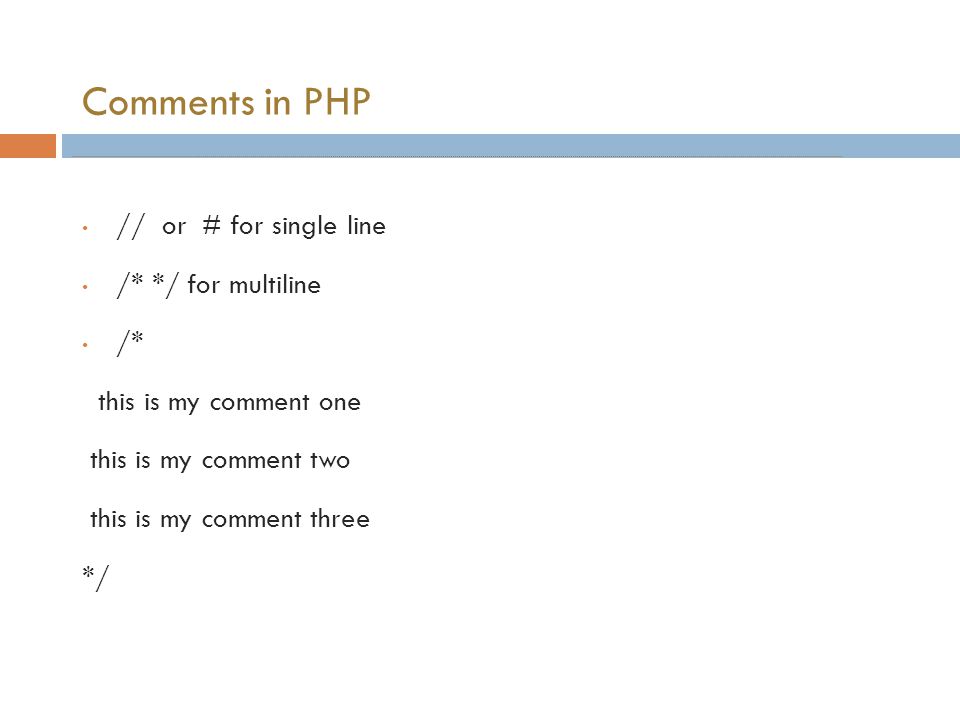 Comments in PHP
• // or # for single line
• /* */ for multiline
• /*
this is my comment one
this is my comment two
this is my comment three
*/